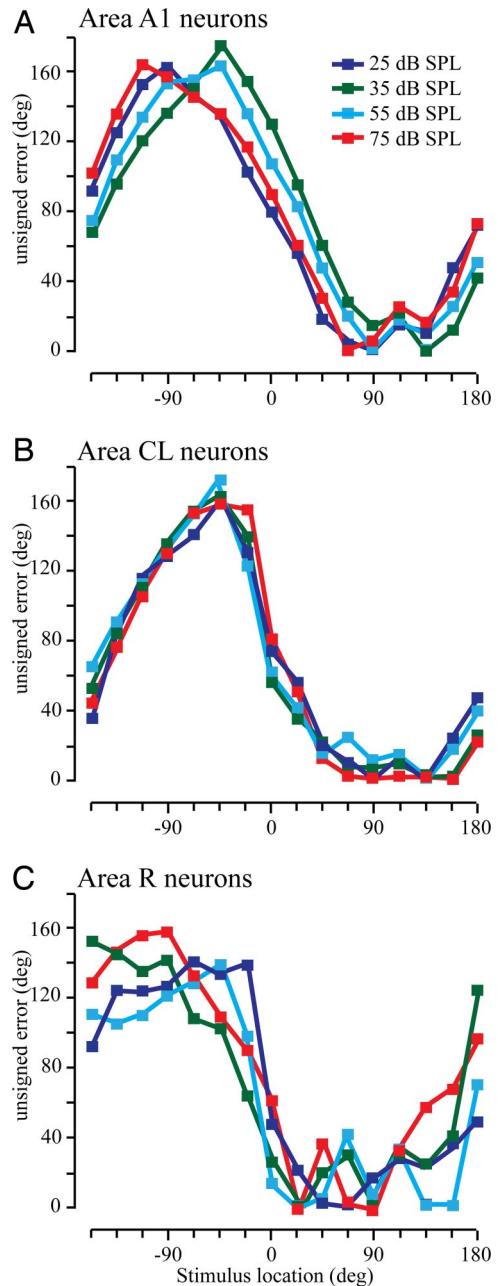 A Area A1 neurons
25 dB SPL
35 dB SPL
55 dB SPL
75 dB SPL
unsigned error (deg)
160
120
80
40
0
-90 0 90 180
B Area CL neurons
unsigned error (deg)
160
120
80
40
0
-90 0 90 180
C Area R neurons
unsigned error (deg)
160
120
80
40
0
-90 0 90 180
Stimulus location (deg)